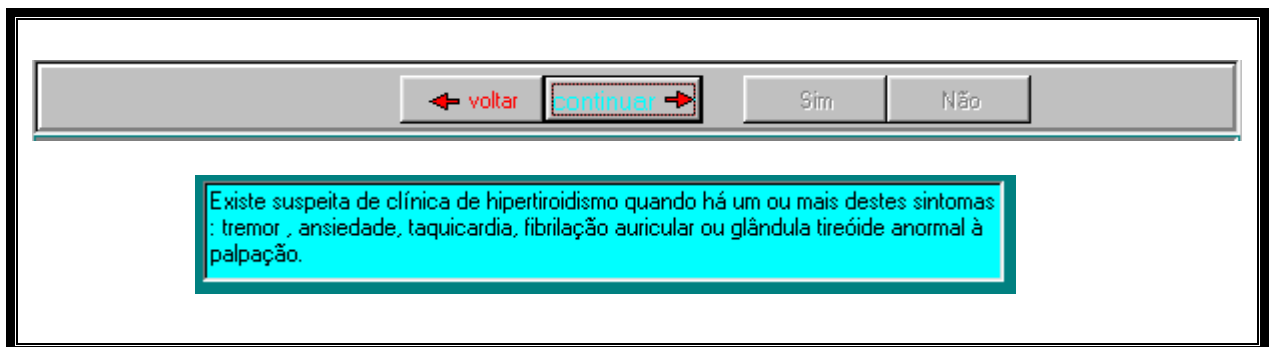 voltar continuar Sim Não
Existe suspeita de clínica de hipertiroidismo quando há um ou mais destes sintomas
: tremor , ansiedade, taquicardia, fibrilação auricular ou glândula tireóide anormal à
palpação.